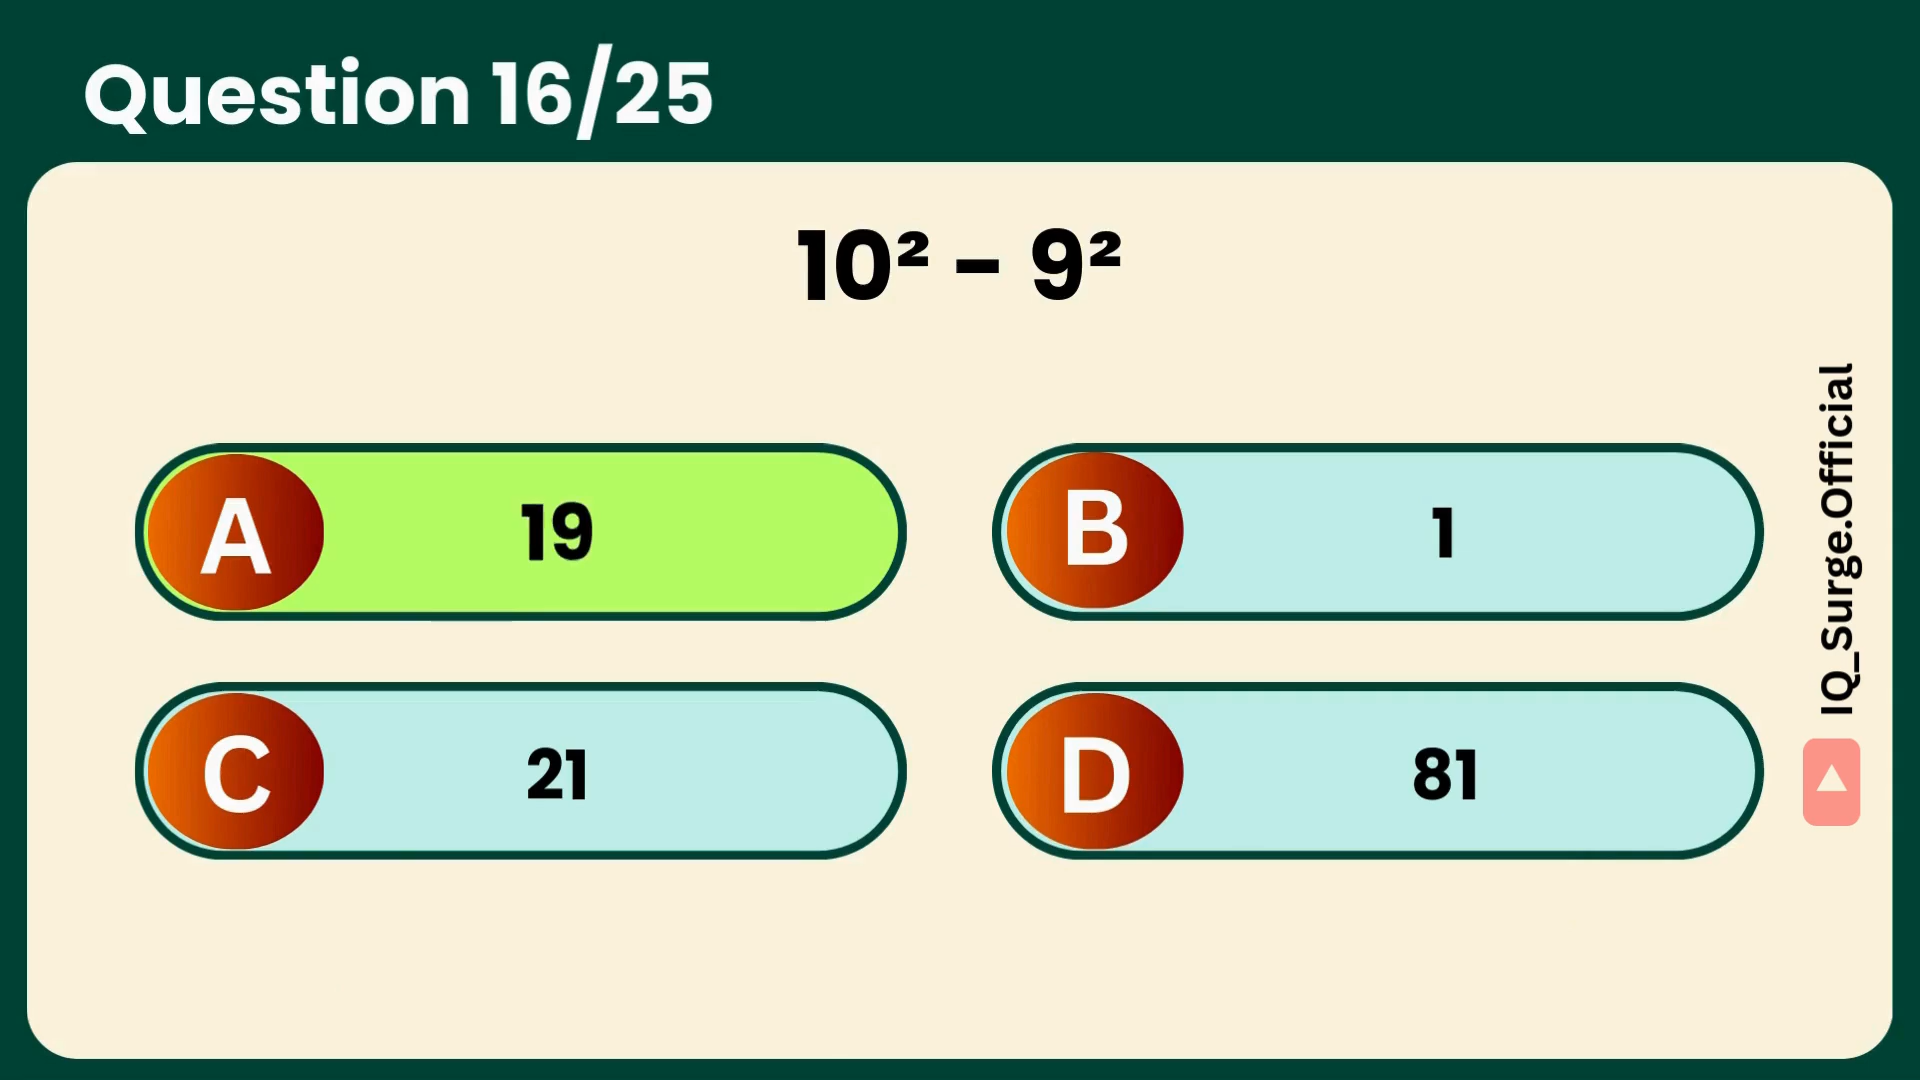 Question 16/25
10² - 9²
A 19
B 1
C 21
D 81
IQ_Surge.Official